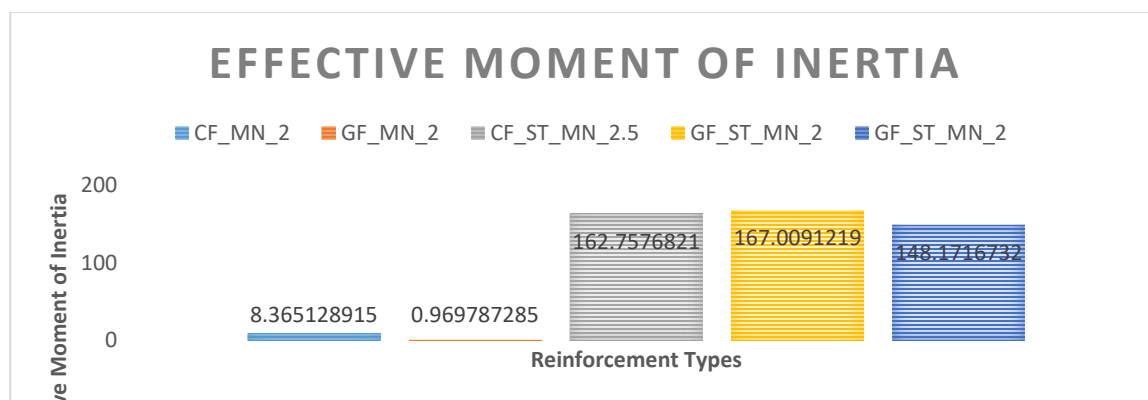 EFFECTIVE MOMENT OF INERTIA
CF_MN_2 GF_MN_2 CF_ST_MN_2.5 GF_ST_MN_2 GF_ST_MN_2
200
100
0
Moment of Inertia
8.365128915
0.969787285
162.7576821
167.0091219
148.1716732
Reinforcement Types